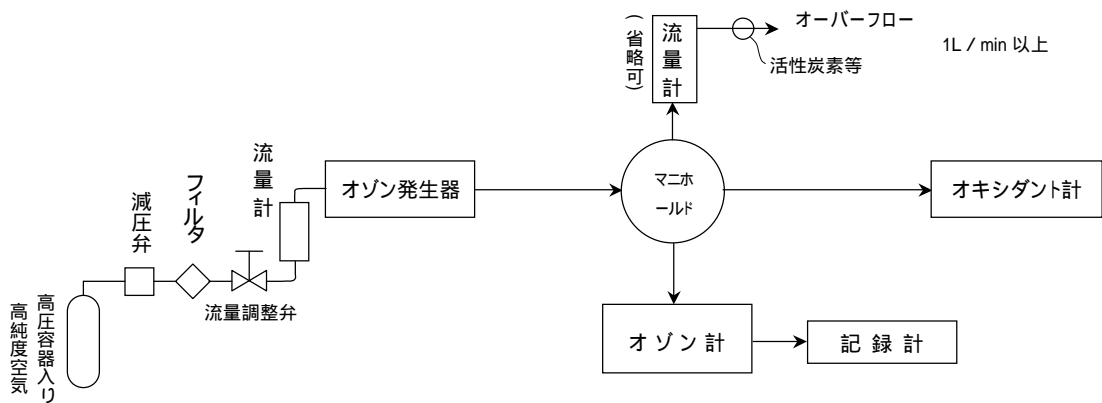 オーバーフロー
1L / min 以上
活性炭素等
流量計
(省略可)
マニホ
ールド
オゾン発生器
オキシダント計
オゾン計
記録計
流量計
フィルタ
減圧弁
流量調整弁
高圧容器入り
高純度空気